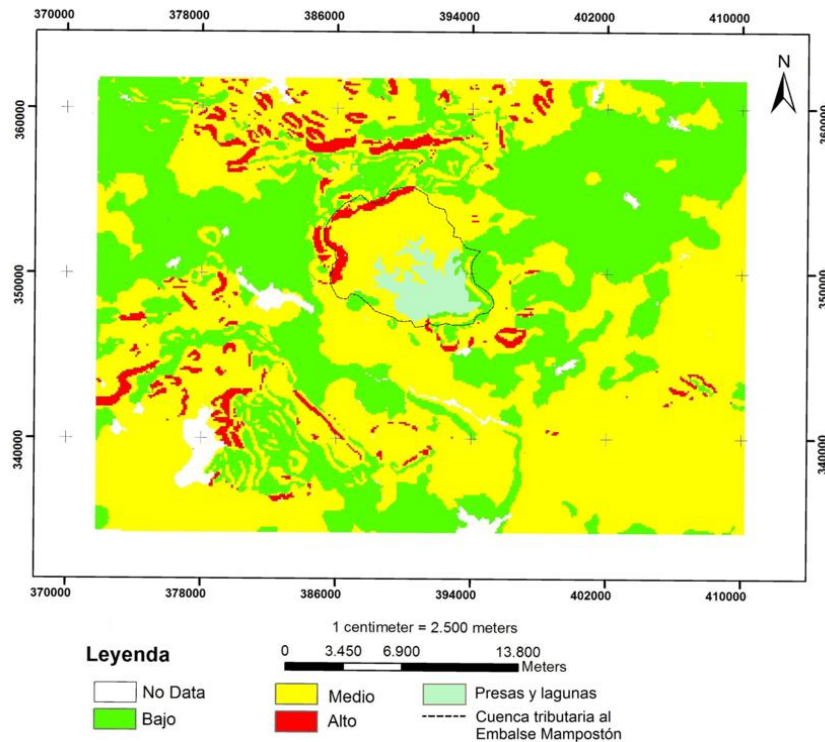 370000 378000 386000 394000 402000 410000
N
360000 360000
350000 350000
340000 340000
370000 378000 386000 394000 402000 410000
1 centimeter = 2.500 meters
Leyenda
0 3.450 6.900 13.800
Meters
No Data
Medio
Presas y lagunas
Bajo
Alto
Cuenca tributaria al
Embalse Mampostón